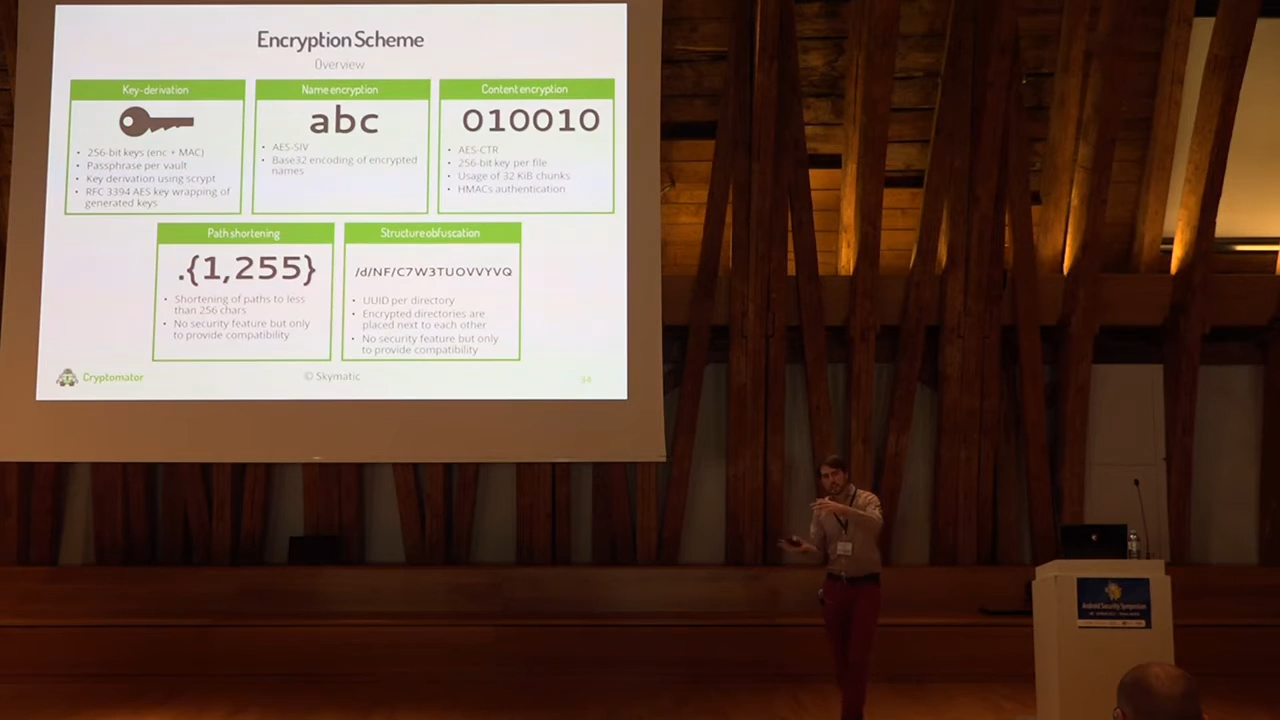 Encryption Scheme
Overview
Key-derivation
256-bit keys (enc + MAC)
Passphrase per vault
Key derivation using scrypt
RFC 3394 AES key wrapping of
generated keys
Name encryption
abc
AES-SIV
Base32 encoding of encrypted
names
Content encryption
010010
AES-CTR
256-bit key per file
Usage of 32 KiB chunks
HMACs authentication
Path shortening
.{1,255}
Shortening of paths to less
than 256 chars
No security feature but only
to provide compatibility
Structure obfuscation
/d/NF/C7W3TUOVVYVQ
UUID per directory
Encrypted directories are
placed next to each other
No security feature but only
to provide compatibility
Cryptomator
© Skymatic
Android Security Symposium